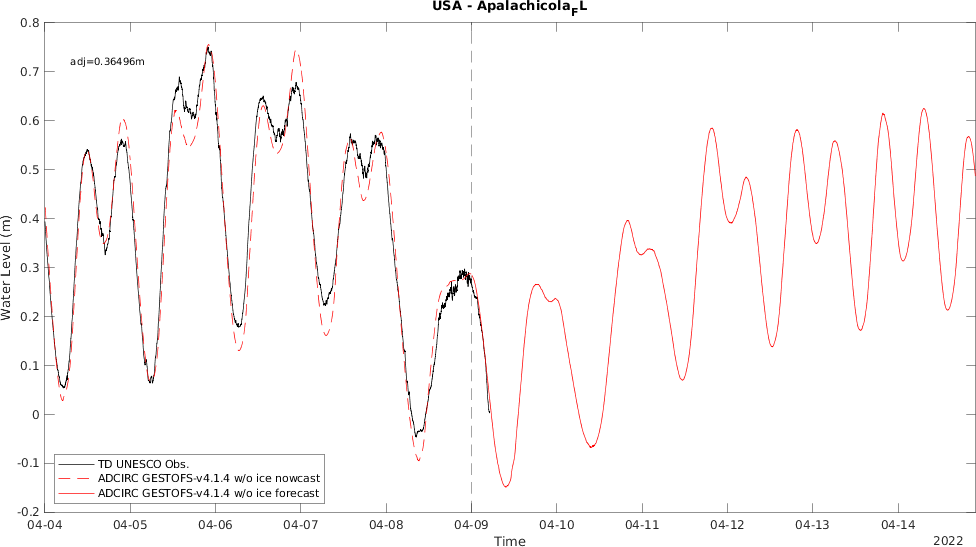 USA - Apalachicola_FL
0.8
0.7
adj=0.36496m
0.6
0.5
0.4
0.3
0.2
0.1
0
-0.1
-0.2
Water Level (m)
TD UNESCO Obs.
ADCIRC GESTOFS-v4.1.4 w/o ice nowcast
ADCIRC GESTOFS-v4.1.4 w/o ice forecast
04-04 04-05 04-06 04-07 04-08 04-09 04-10 04-11 04-12 04-13 04-14
Time
2022